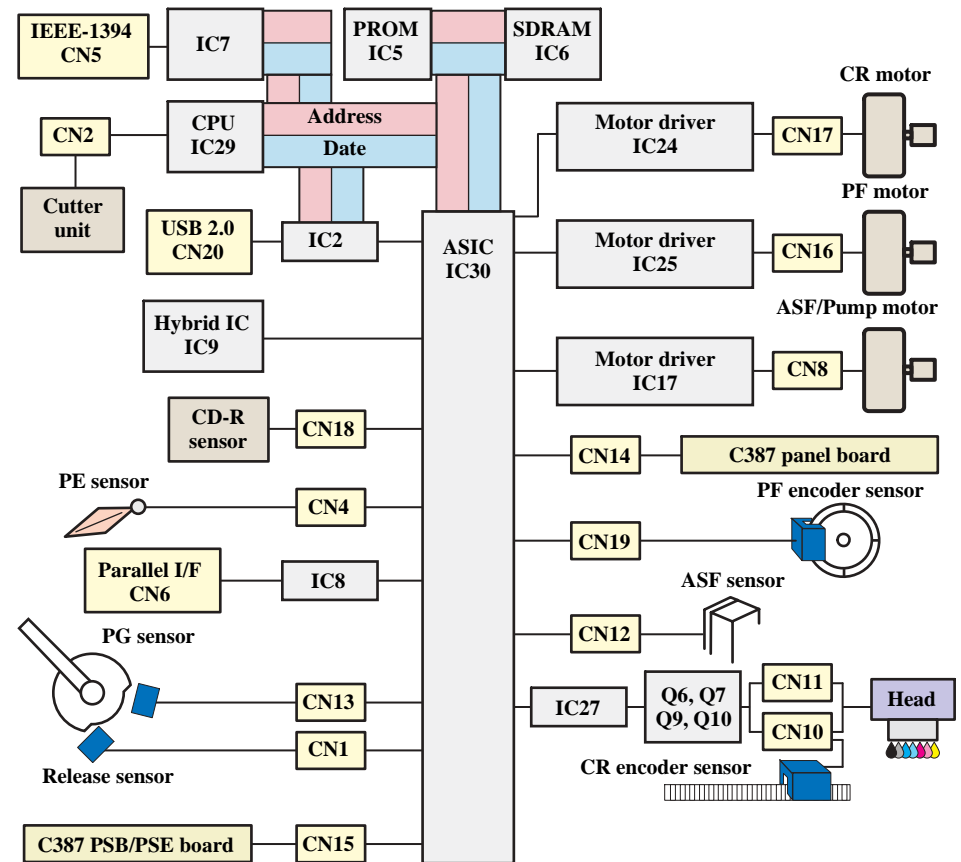 IEEE-1394
CN5
IC7
PROM
IC5
SDRAM
IC6
CR motor
CN2
CPU
IC29
Address
Date
Motor driver
IC24
CN17
Cutter
unit
PF motor
USB 2.0
CN20
IC2
ASIC
IC30
Motor driver
IC25
CN16
ASF/Pump motor
Hybrid IC
IC9
Motor driver
IC17
CN8
CD-R
sensor
CN18
CN14
C387 panel board
PE sensor
CN4
PF encoder sensor
CN19
Parallel I/F
CN6
IC8
ASF sensor
CN12
PG sensor
CN13
IC27
Q6, Q7
Q9, Q10
CN11
CN10
Head
CN1
Release sensor
CR encoder sensor
C387 PSB/PSE board
CN15